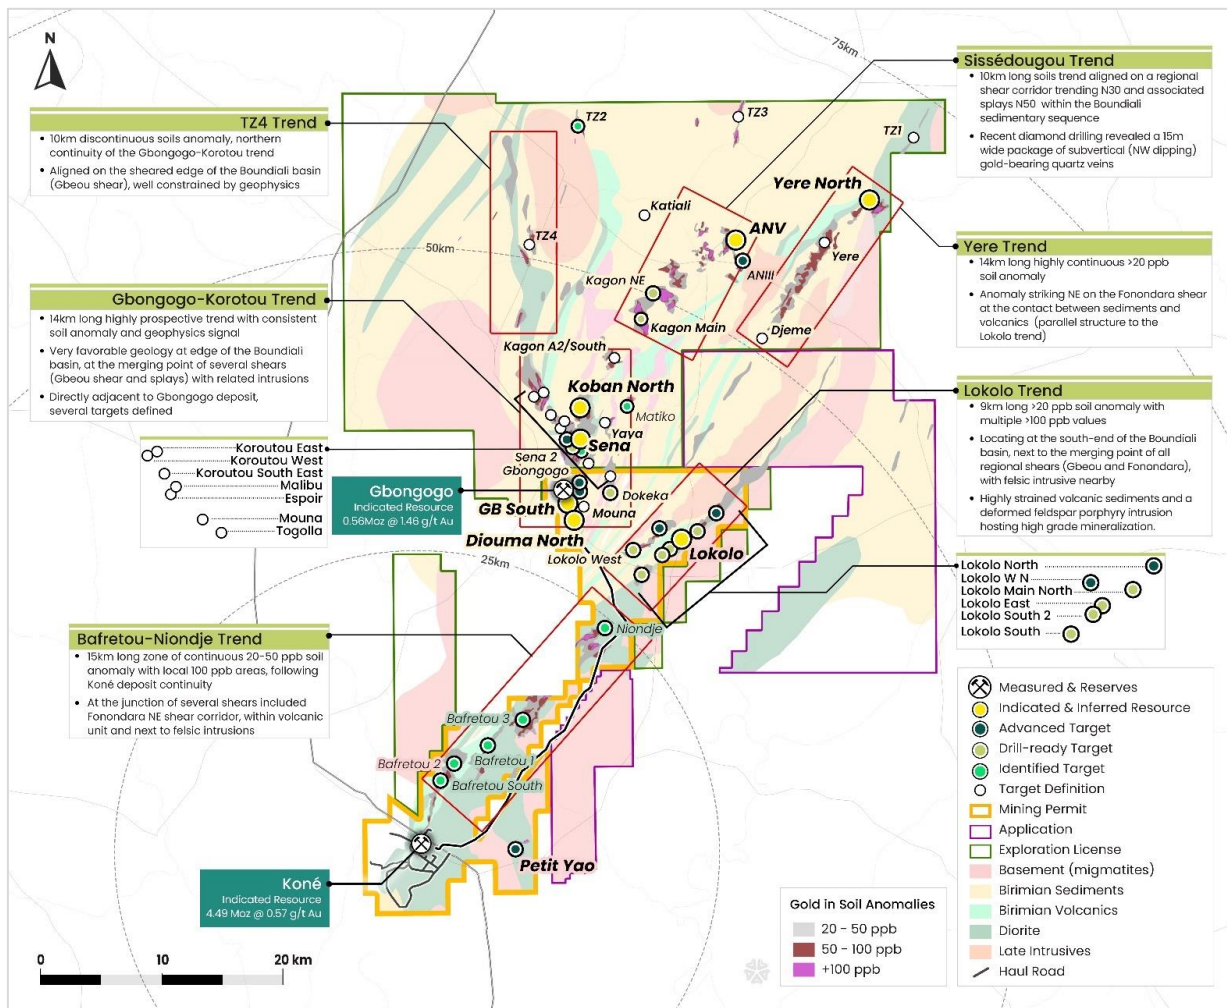 N
75km
Sissédougou Trend
• 10km long soils trend aligned on a regional
shear corridor trending N30 and associated
splays N50 within the Boundiali
sedimentary sequence
• Recent diamond drilling revealed a 15m
wide package of subvertical (NW dipping)
gold-bearing quartz veins
TZ4 Trend
• 10km discontinuous soils anomaly, northern
continuity of the Gbongogo-Korotou trend
• Aligned on the sheared edge of the Boundiali basin
(Gbeou shear), well constrained by geophysics
TZ2
TZ3
TZ1
Yere North
Katiali
ANV
TZ4
50km
Yere
ANIII
Kagon NE
Kagon Main
Djeme
Yere Trend
• 14km long highly continuous >20 ppb
soil anomaly
• Anomaly striking NE on the Fonondara shear
at the contact between sediments and
volcanics (parallel structure to the
Lokolo trend)
Gbongogo-Korotou Trend
• 14km long highly prospective trend with consistent
soil anomaly and geophysics signal
• Very favorable geology at edge of the Boundiali
basin, at the merging point of several shears
(Gbeou shear and splays) with related intrusions
• Directly adjacent to Gbongogo deposit,
several targets defined
Kagon A2/South
Koban North
Matiko
Yaya
Sena
Sena 2
Gbongogo
Dokeka
Mouna
GB South
Diouma North
Lokolo West
Lokolo
Lokolo Trend
• 9km long >20 ppb soil anomaly with
multiple >100 ppb values
• Locating at the south-end of the Boundiali
basin, next to the merging point of all
regional shears (Gbeou and Fonondara),
with felsic intrusive nearby
• Highly strained volcanic sediments and a
deformed feldspar porphyry intrusion
hosting high grade mineralization.
Koroutou East
Koroutou West
Koroutou South East
Malibu
Espoir
Mouna
Togolla
Gbongogo
Indicated Resource
0.56Moz @ 1.46 g/t Au
25km
Lokolo North
Lokolo W N
Lokolo Main North
Lokolo East
Lokolo South 2
Lokolo South
Bafretou-Niondje Trend
• 15km long zone of continuous 20-50 ppb soil
anomaly with local 100 ppb areas, following
Koné deposit continuity
• At the junction of several shears included
Fonondara NE shear corridor, within volcanic
unit and next to felsic intrusions
Niondje
Bafretou 3
Bafretou 1
Bafretou 2
Bafretou South
Petit Yao
Koné
Indicated Resource
4.49 Moz @ 0.57 g/t Au
Measured & Reserves
Indicated & Inferred Resource
Advanced Target
Drill-ready Target
Identified Target
Target Definition
Mining Permit
Application
Exploration License
Basement (migmatites)
Birimian Sediments
Birimian Volcanics
Diorite
Late Intrusives
Haul Road
Gold in Soil Anomalies
20 - 50 ppb
50 - 100 ppb
+100 ppb
0 10 20 km